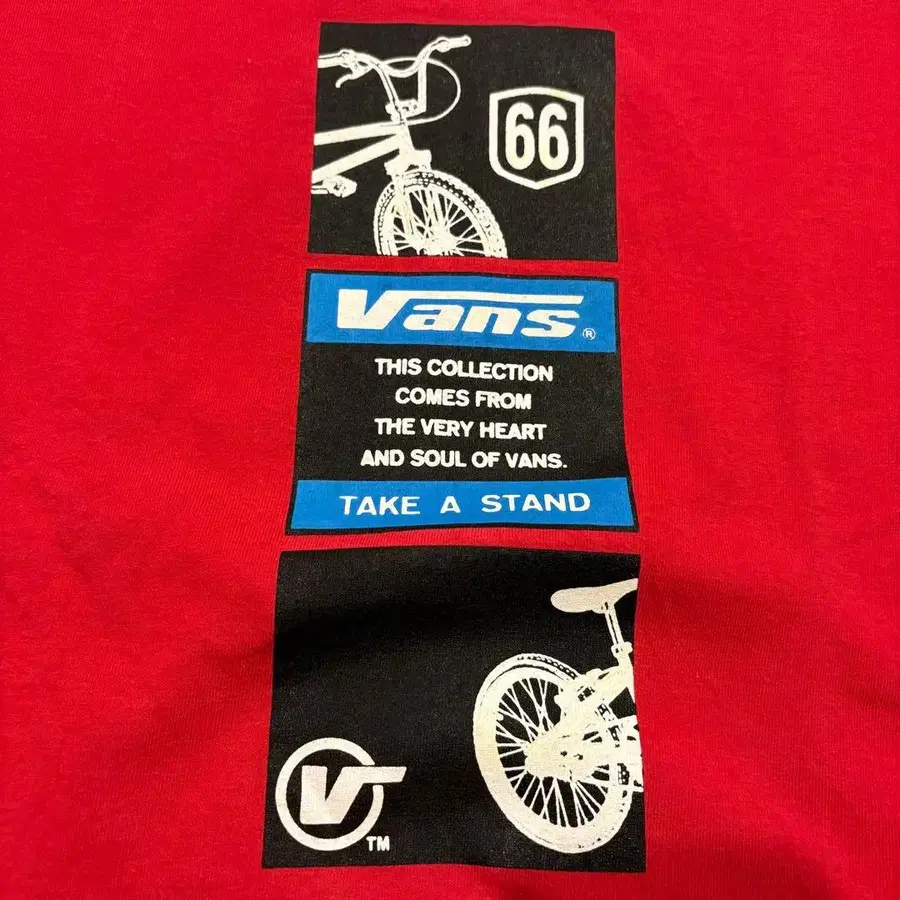 66
Vans®
THIS COLLECTION
COMES FROM
THE VERY HEART
AND SOUL OF VANS.
TAKE A STAND
V TM